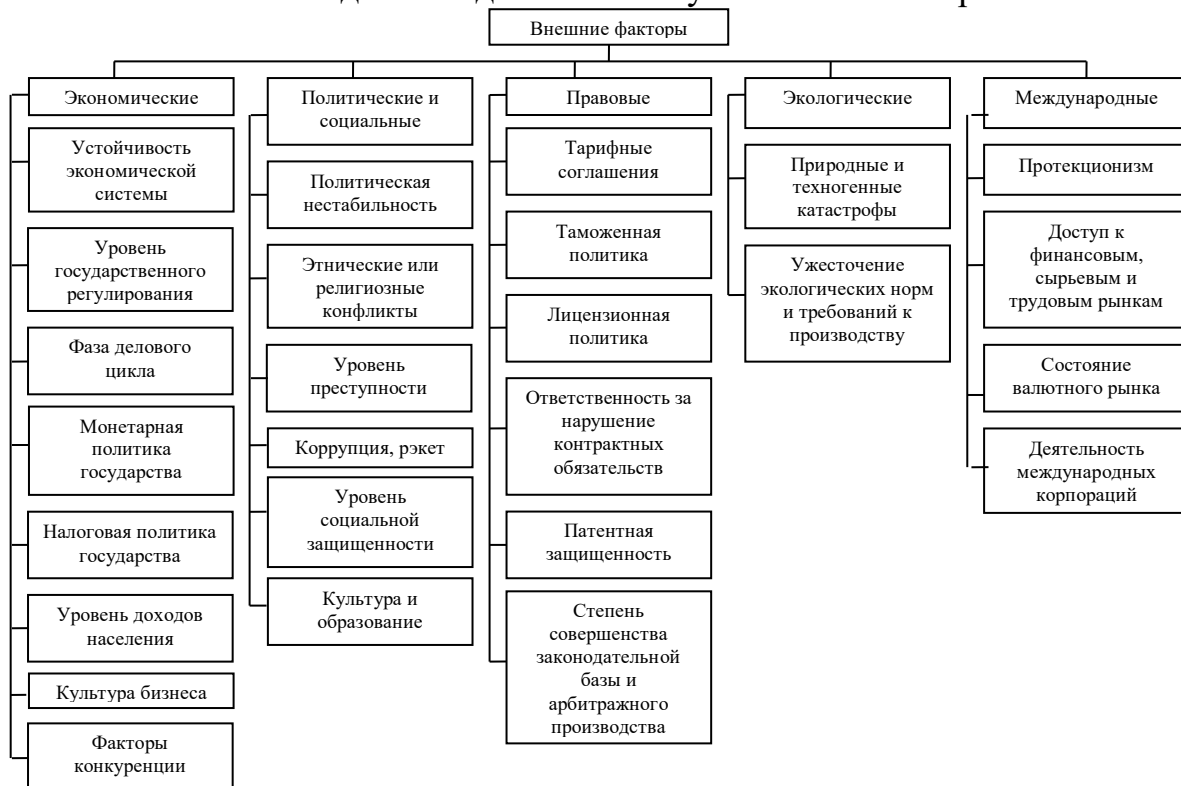 Внешние факторы
Экономические
Устойчивость
экономической
системы
Уровень
государственного
регулирования
Фаза делового
цикла
Монетарная
политика
государства
Налоговая политика
государства
Уровень доходов
населения
Культура бизнеса
Факторы
конкуренции
Политические и
социальные
Политическая
нестабильность
Этнические или
религиозные
конфликты
Уровень
преступности
Коррупция, рэкет
Уровень
социальной
защищенности
Культура и
образование
Правовые
Тарифные
соглашения
Таможенная
политика
Лицензионная
политика
Ответственность за
нарушение
контрактных
обязательств
Патентная
защищенность
Степень
совершенства
законодательной
базы и
арбитражного
производства
Экологические
Природные и
техногенные
катастрофы
Ужесточение
экологических норм
и требований к
производству
Международные
Протекционизм
Доступ к
финансовым,
сырьевым и
трудовым рынкам
Состояние
валютного рынка
Деятельность
международных
корпораций